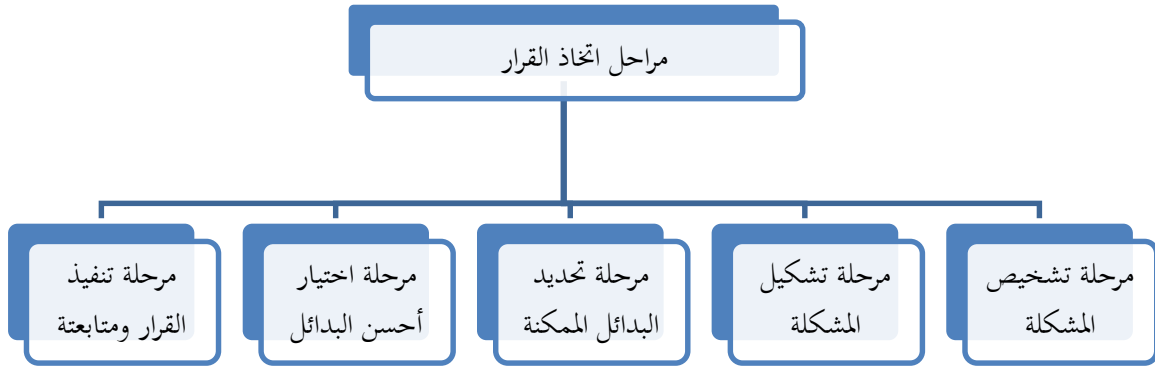 مراحل اتخاذ القرار
مرحلة تشخيص
المشكلة
مرحلة تشكيل
المشكلة
مرحلة تحديد
البدائل الممكنة
مرحلة اختيار
أحسن البدائل
مرحلة تنفيذ
القرار ومتابعتة